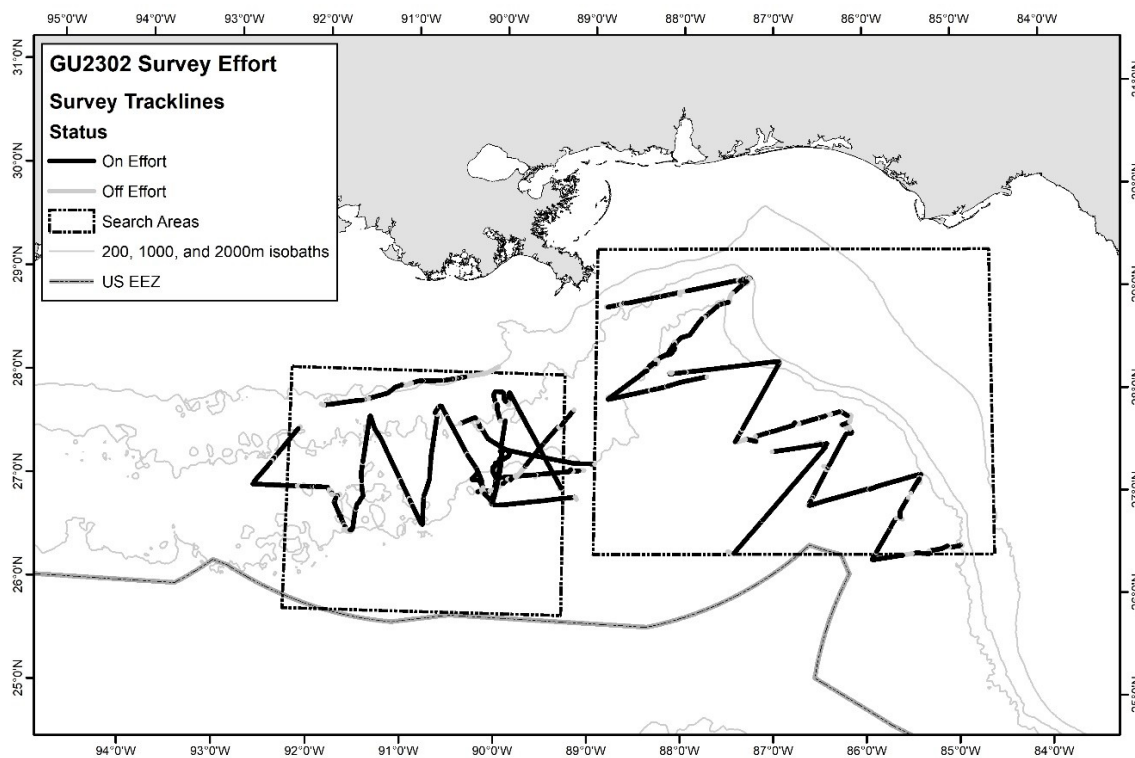 95°0'W 94°0'W 93°0'W 92°0'W 91°0'W 90°0'W 89°0'W 88°0'W 87°0'W 86°0'W 85°0'W 84°0'W
GU2302 Survey Effort
Survey Tracklines
Status
On Effort
Off Effort
Search Areas
200, 1000, and 2000m isobaths
US EEZ
31°0'N
30°0'N
29°0'N
28°0'N
27°0'N
26°0'N
25°0'N
94°0'W 93°0'W 92°0'W 91°0'W 90°0'W 89°0'W 88°0'W 87°0'W 86°0'W 85°0'W 84°0'W